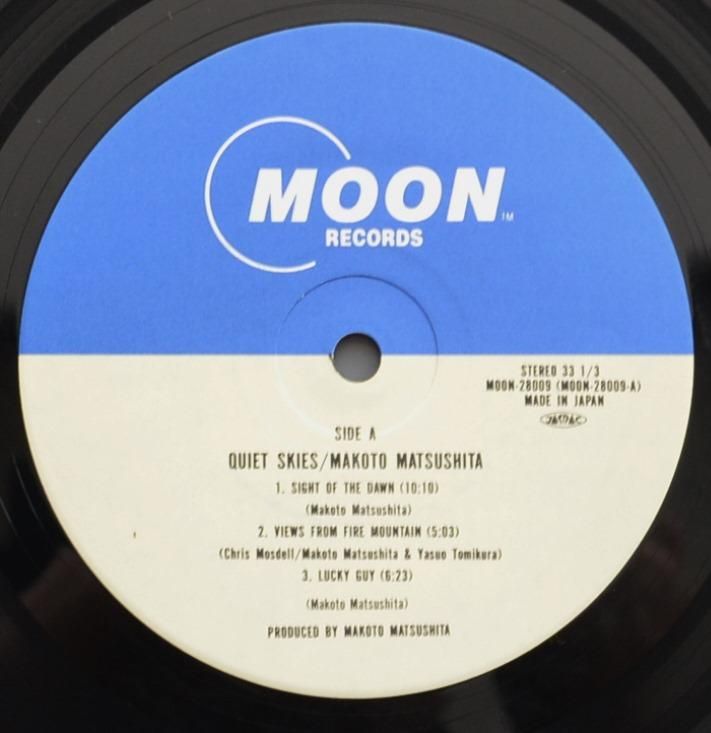 MOON™
RECORDS
STEREO 33 1/3
MOON-28009 (MOON-28009-A)
MADE IN JAPAN
JASRAC
SIDE A
QUIET SKIES/MAKOTO MATSUSHITA
1. SIGHT OF THE DAWN (10:10)
(Makoto Matsushita)
2. VIEWS FROM FIRE MOUNTAIN (5:03)
(Chris Mosdell/Makoto Matsushita & Yasuo Tomikura)
3. LUCKY GUY (6:23)
(Makoto Matsushita)
PRODUCED BY MAKOTO MATSUSHITA